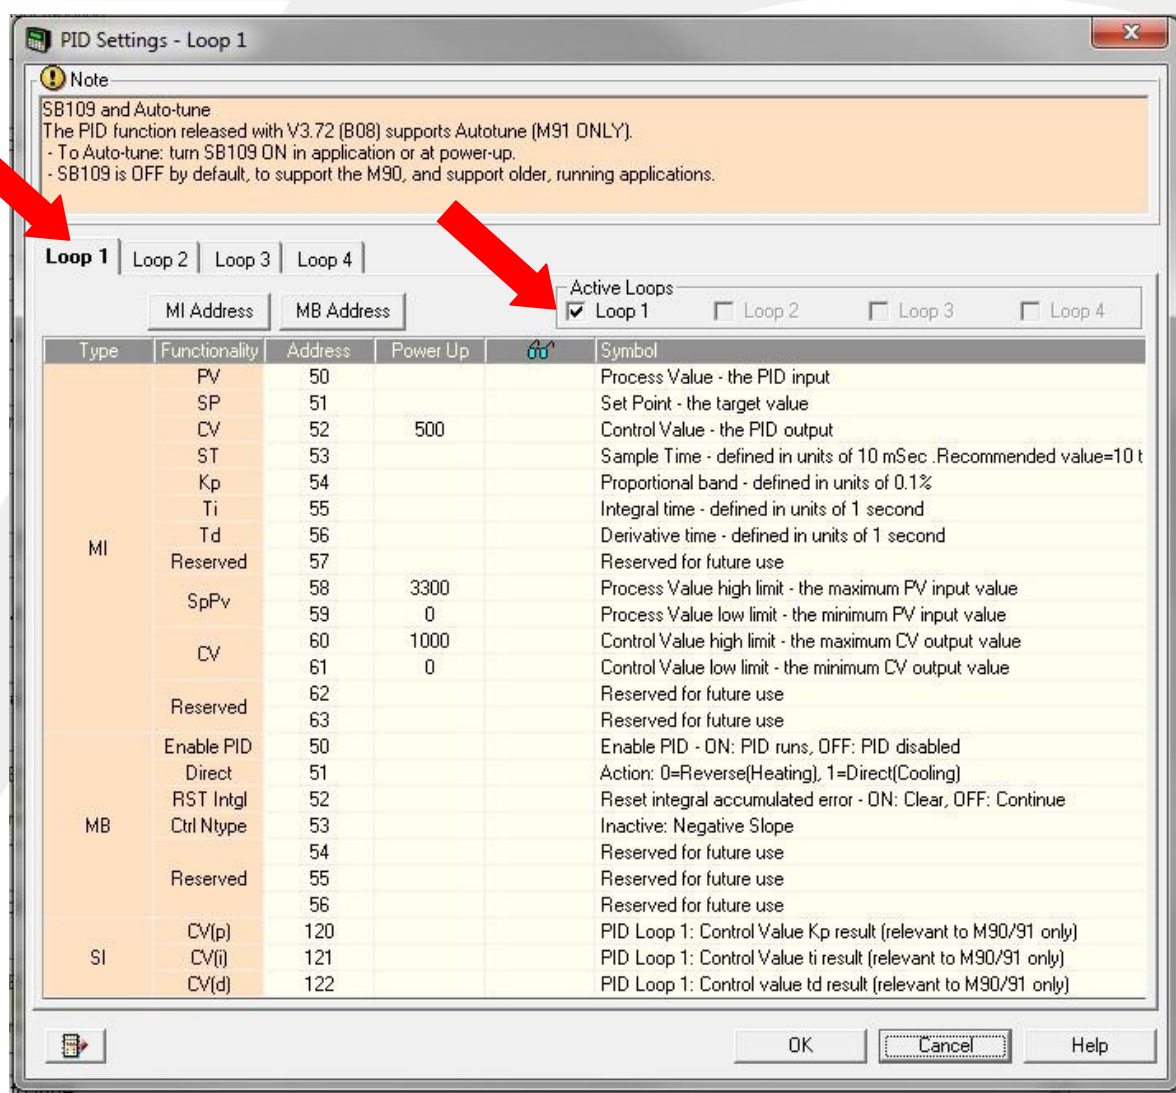 PID Settings - Loop 1
Note
SB109 and Auto-tune
The PID function released with V3.72 (B08) supports Autotune (M91 ONLY).
- To Auto-tune: turn SB109 ON in application or at power-up.
- SB109 is OFF by default, to support the M90, and support older, running applications.
Loop 1 Loop 2 Loop 3 Loop 4
Active Loops
MI Address MB Address Loop 1 Loop 2 Loop 3 Loop 4
Type Functionality Address Power Up Symbol
PV 50 Process Value - the PID input
SP 51 Set Point - the target value
CV 52 500 Control Value - the PID output
ST 53 Sample Time - defined in units of 10 mSec .Recommended value=10 t
Kp 54 Proportional band - defined in units of 0.1%
Ti 55 Integral time - defined in units of 1 second
Td 56 Derivative time - defined in units of 1 second
MI
Reserved 57 Reserved for future use
SpPv
58 3300 Process Value high limit - the maximum PV input value
59 0 Process Value low limit - the minimum PV input value
CV
60 1000 Control Value high limit - the maximum CV output value
61 0 Control Value low limit - the minimum CV output value
Reserved
62 Reserved for future use
63 Reserved for future use
Enable PID 50 Enable PID - ON: PID runs, OFF: PID disabled
Direct 51 Action: 0=Reverse(Heating), 1=Direct(Cooling)
RST Intgl 52 Reset integral accumulated error - ON: Clear, OFF: Continue
MB Ctrl Ntype 53 Inactive: Negative Slope
54 Reserved for future use
Reserved 55 Reserved for future use
56 Reserved for future use
CV(p) 120 PID Loop 1: Control Value Kp result (relevant to M90/91 only)
SI CV(i) 121 PID Loop 1: Control Value ti result (relevant to M90/91 only)
CV(d) 122 PID Loop 1: Control value td result (relevant to M90/91 only)
OK Cancel Help